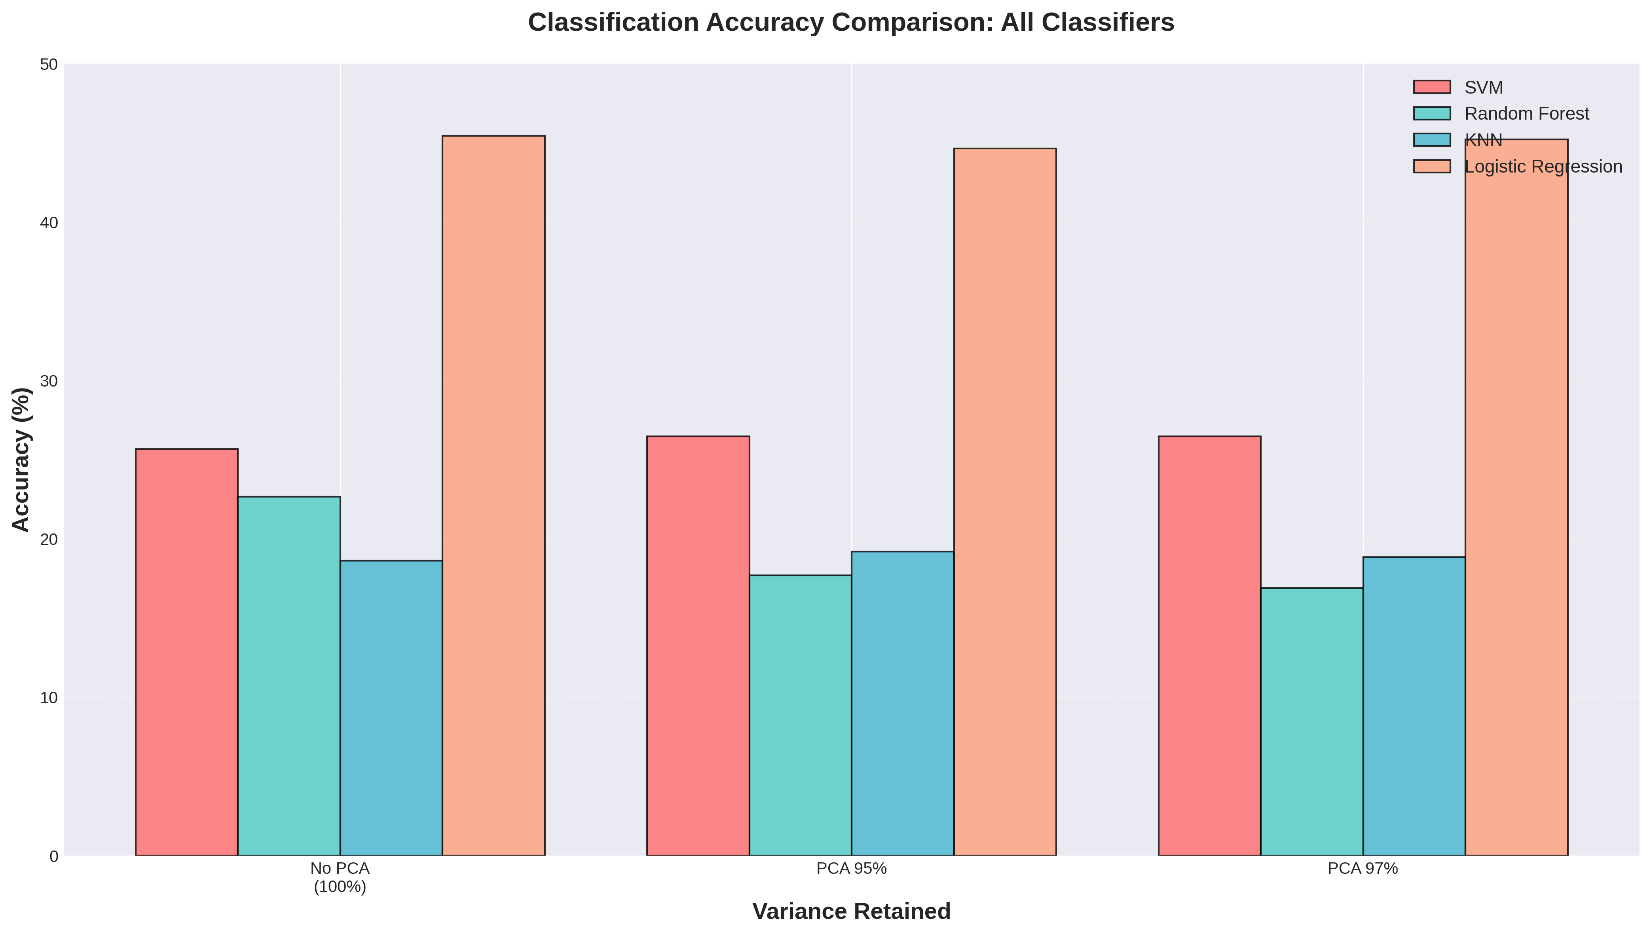 Classification Accuracy Comparison: All Classifiers
50
40
30
20
10
0
Accuracy (%)
SVM
Random Forest
KNN
Logistic Regression
No PCA
(100%)
PCA 95%
PCA 97%
Variance Retained